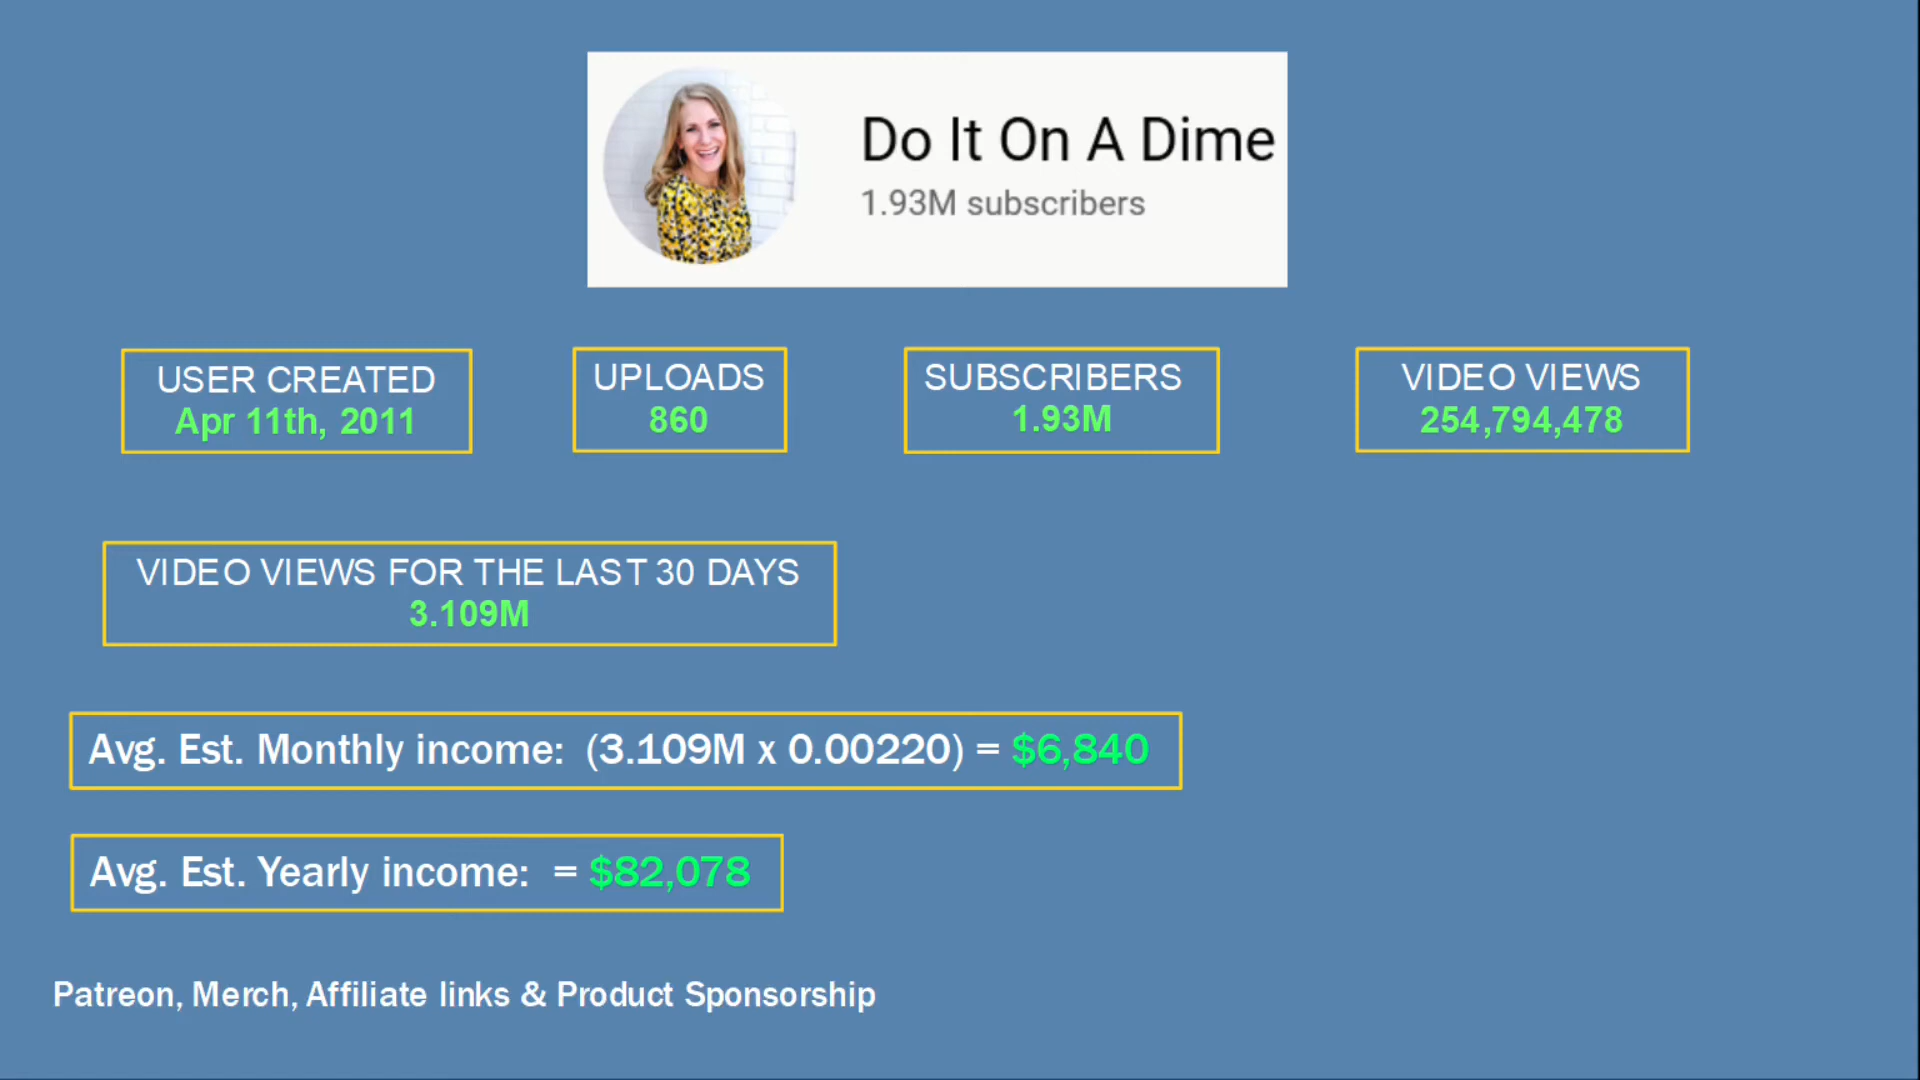 Do It On A Dime
1.93M subscribers
USER CREATED
Apr 11th, 2011
UPLOADS
860
SUBSCRIBERS
1.93M
VIDEO VIEWS
254,794,478
VIDEO VIEWS FOR THE LAST 30 DAYS
3.109M
Avg. Est. Monthly income: (3.109M x 0.00220) = $6,840
Avg. Est. Yearly income: = $82,078
Patreon, Merch, Affiliate links & Product Sponsorship